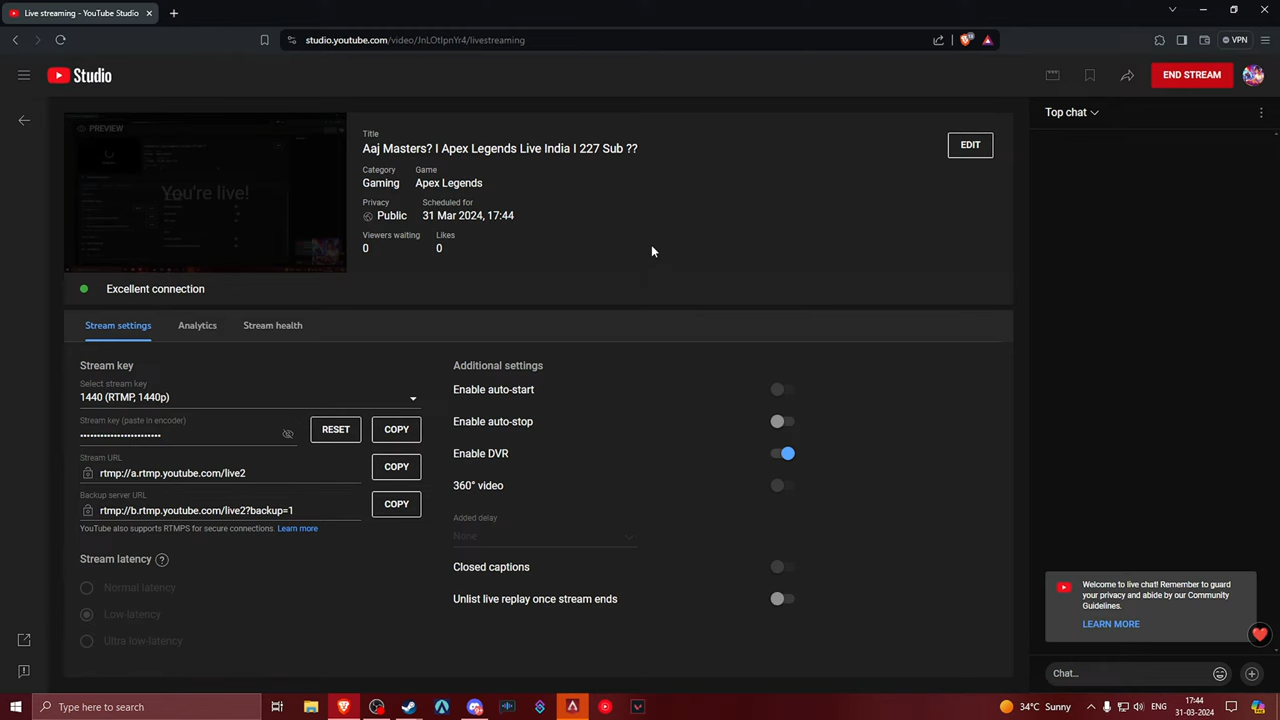 Live streaming - YouTube Studio
studio.youtube.com/video/JnLOtIpnYr4/livestreaming
VPN
Studio
END STREAM
PREVIEW
You're live!
Title
Aaj Masters? I Apex Legends Live India I 227 Sub ??
EDIT
Category
Game
Gaming
Apex Legends
Privacy
Scheduled for
Public
31 Mar 2024, 17:44
Viewers waiting
Likes
0
0
Excellent connection
Stream settings
Analytics
Stream health
Stream key
Select stream key
1440 (RTMP, 1440p)
Stream key (paste in encoder)
••••••••••••••••••••••••
RESET
COPY
Stream URL
rtmp://a.rtmp.youtube.com/live2
COPY
Backup server URL
rtmp://b.rtmp.youtube.com/live2?backup=1
COPY
YouTube also supports RTMPS for secure connections. Learn more
Stream latency
Normal latency
Low-latency
Ultra low-latency
Additional settings
Enable auto-start
Enable auto-stop
Enable DVR
360° video
Added delay
None
Closed captions
Unlist live replay once stream ends
Top chat
Welcome to live chat! Remember to guard
your privacy and abide by our Community
Guidelines.
LEARN MORE
Chat...
Type here to search
34°C Sunny
17:44
31-03-2024